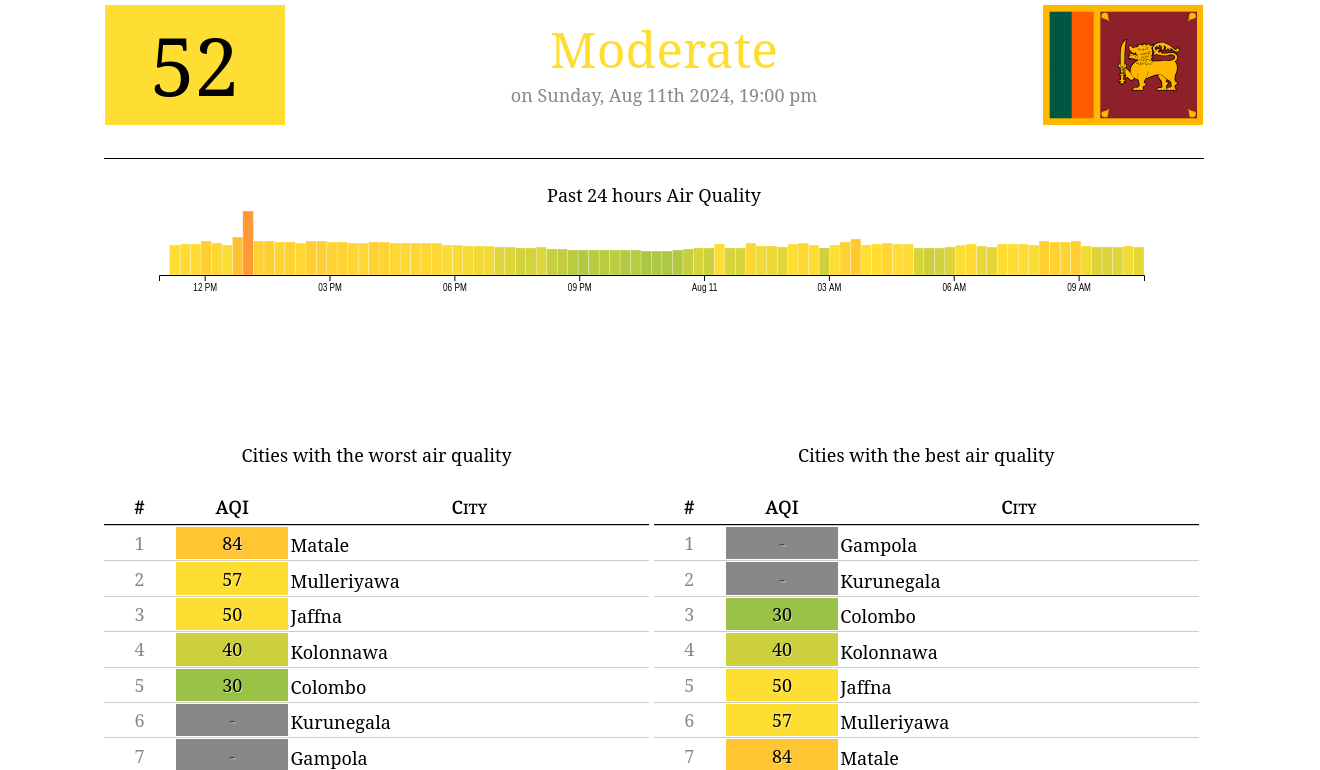 52
Moderate
on Sunday, Aug 11th 2024, 19:00 pm
Past 24 hours Air Quality
12 PM 03 PM 06 PM 09 PM Aug 11 03 AM 06 AM 09 AM
Cities with the worst air quality
# AQI City
1 84 Matale
2 57 Mulleriyawa
3 50 Jaffna
4 40 Kolonnawa
5 30 Colombo
6 - Kurunegala
7 - Gampola
Cities with the best air quality
# AQI City
1 - Gampola
2 - Kurunegala
3 30 Colombo
4 40 Kolonnawa
5 50 Jaffna
6 57 Mulleriyawa
7 84 Matale